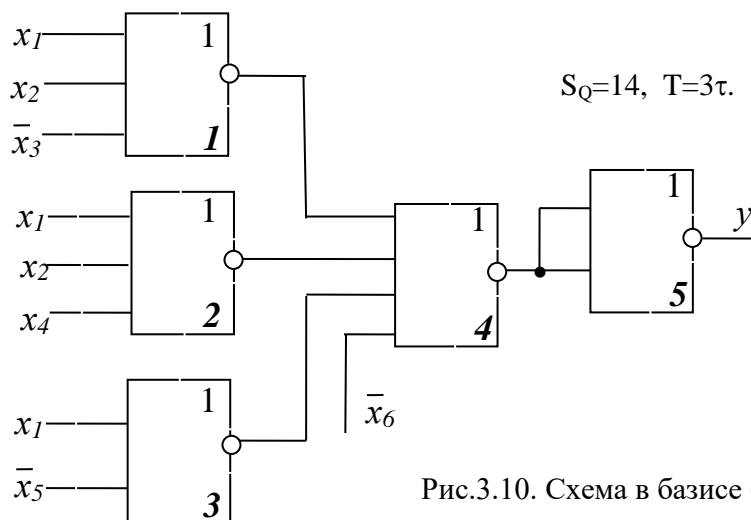 x₁
1
x₂
x̄₃
1
S_Q=14, T=3τ.
x₁
1
x₂
x₄
2
1
4
x̄₆
1
y
5
x₁
1
x̄₅
3
Рис.3.10. Схема в базисе